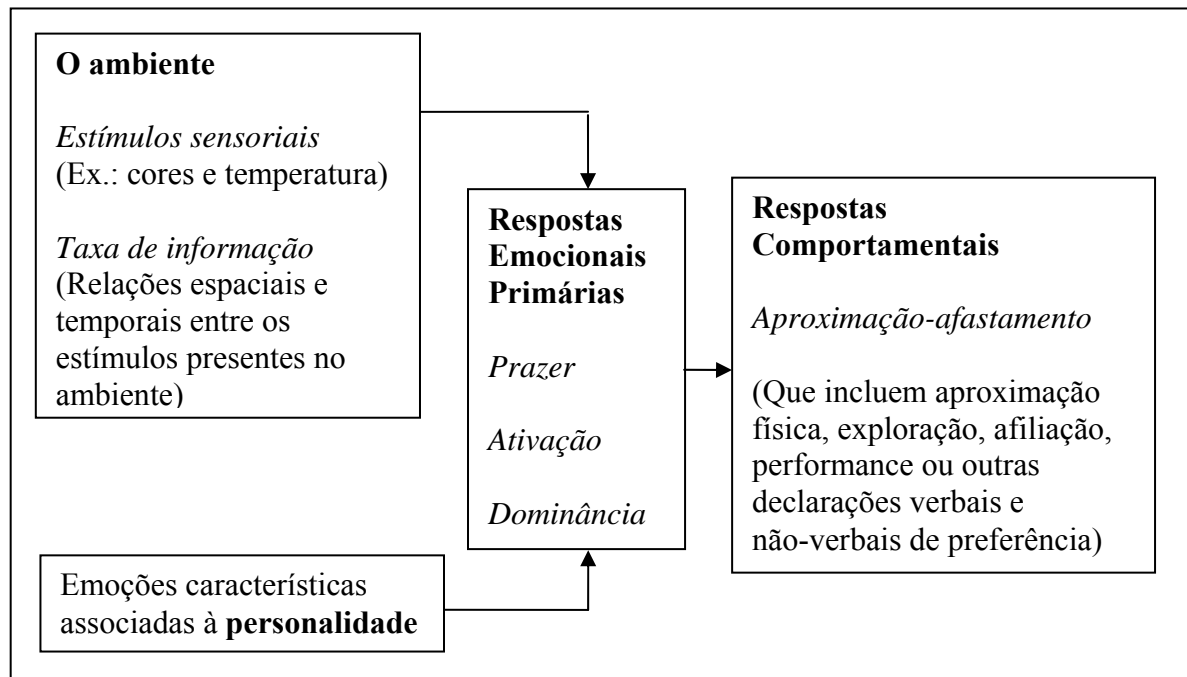 O ambiente
Estímulos sensoriais
(Ex.: cores e temperatura)
Taxa de informação
(Relações espaciais e
temporais entre os
estímulos presentes no
ambiente)
Emoções características
associadas à personalidade
Respostas
Emocionais
Primárias
Prazer
Ativação
Dominância
Respostas
Comportamentais
Aproximação-afastamento
(Que incluem aproximação
física, exploração, afiliação,
performance ou outras
declarações verbais e
não-verbais de preferência)